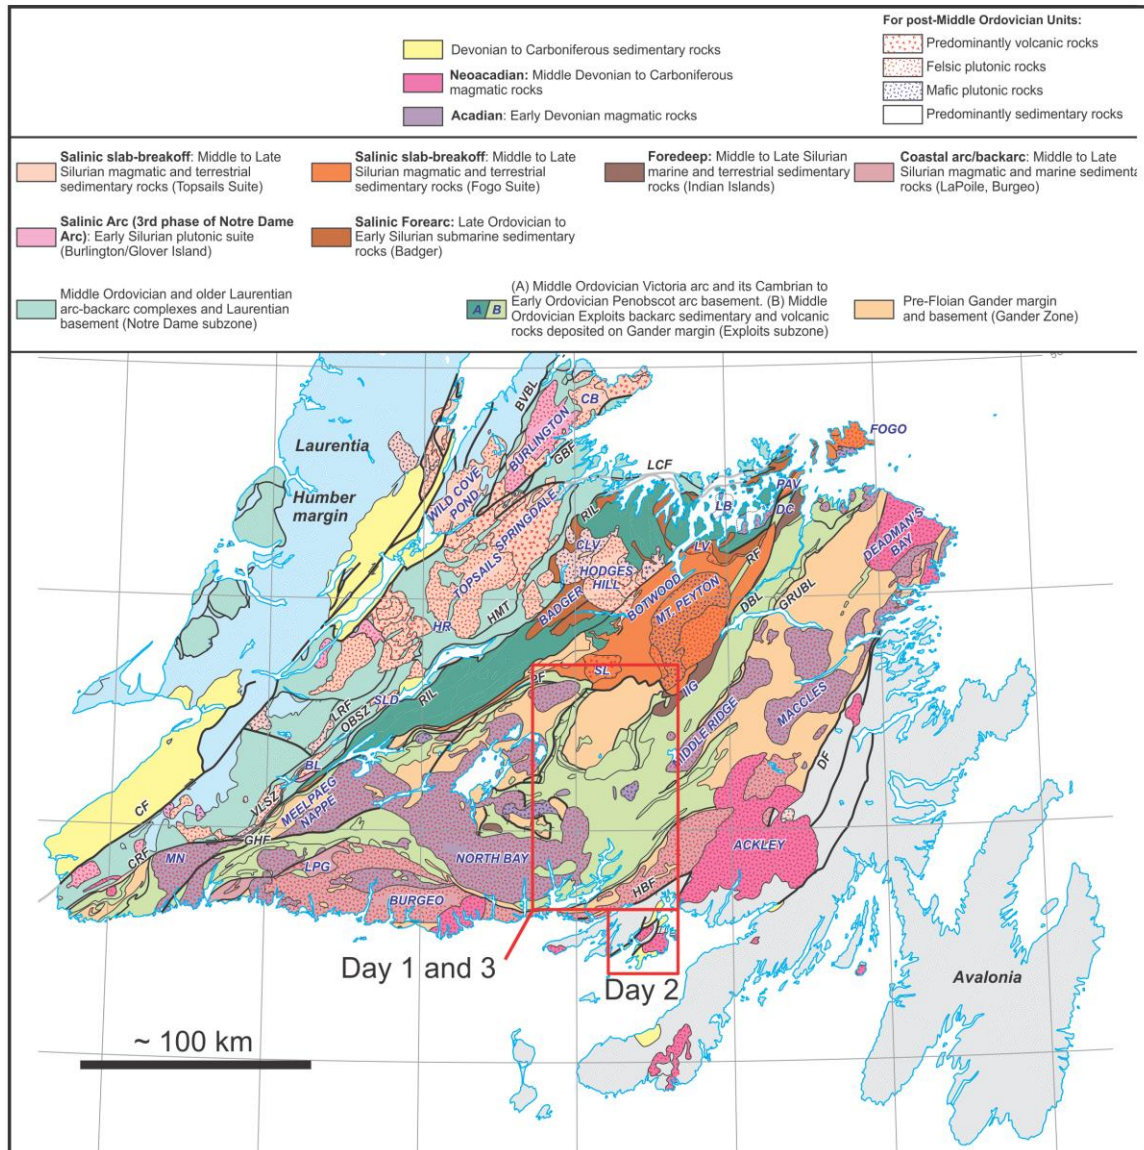 For post-Middle Ordovician Units:
Devonian to Carboniferous sedimentary rocks
Neoacadian: Middle Devonian to Carboniferous
magmatic rocks
Acadian: Early Devonian magmatic rocks
Predominantly volcanic rocks
Felsic plutonic rocks
Mafic plutonic rocks
Predominantly sedimentary rocks
Salinic slab-breakoff: Middle to Late
Silurian magmatic and terrestrial
sedimentary rocks (Topsails Suite)
Salinic slab-breakoff: Middle to Late
Silurian magmatic and terrestrial
sedimentary rocks (Fogo Suite)
Foredeep: Middle to Late Silurian
marine and terrestrial sedimentary
rocks (Indian Islands)
Coastal arc/backarc: Middle to Late
Silurian magmatic and marine sedimenta
rocks (LaPoile, Burgeo)
Salinic Arc (3rd phase of Notre Dame
Arc): Early Silurian plutonic suite
(Burlington/Glover Island)
Salinic Forearc: Late Ordovician to
Early Silurian submarine sedimentary
rocks (Badger)
Middle Ordovician and older Laurentian
arc-backarc complexes and Laurentian
basement (Notre Dame subzone)
A B
(A) Middle Ordovician Victoria arc and its Cambrian to
Early Ordovician Penobscot arc basement. (B) Middle
Ordovician Exploits backarc sedimentary and volcanic
rocks deposited on Gander margin (Exploits subzone)
Pre-Floian Gander margin
and basement (Gander Zone)
BVBL
CB
BURLINGTON
GBF
Laurentia
Humber
margin
WILD COVE
POND
LCF
FOGO
PAV
LB
DC
SPRINGDALE
TOPSAILS
RIL
CLV
LV
RF
DEADMAN'S
BAY
HODGES
HILL
BOTWOOD
MT. PEYTON
DBL
GRUBL
BADGER
HMT
HR
SL
PF
SLD
RIL
LRF
OBSZ
MIDDLE RIDGE
MACCLES
DF
BL
VLSZ
MEELPAEG
NAPPE
CF
CRF
GHF
MN
LPG
NORTH BAY
BURGEO
HBF
ACKLEY
Day 1 and 3
Day 2
Avalonia
~ 100 km